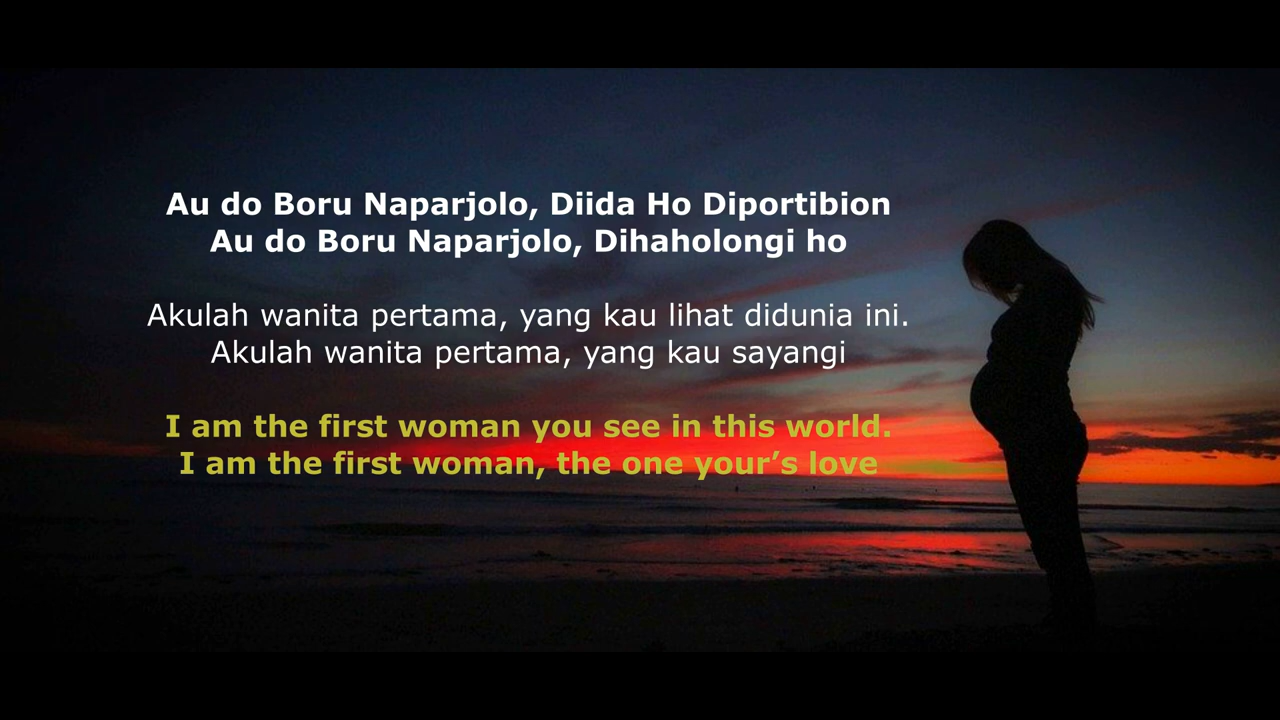 Au do Boru Naparjolo, Diida Ho Diportibion
Au do Boru Naparjolo, Dihaholongi ho
Akulah wanita pertama, yang kau lihat didunia ini.
Akulah wanita pertama, yang kau sayangi
I am the first woman you see in this world.
I am the first woman, the one your’s love